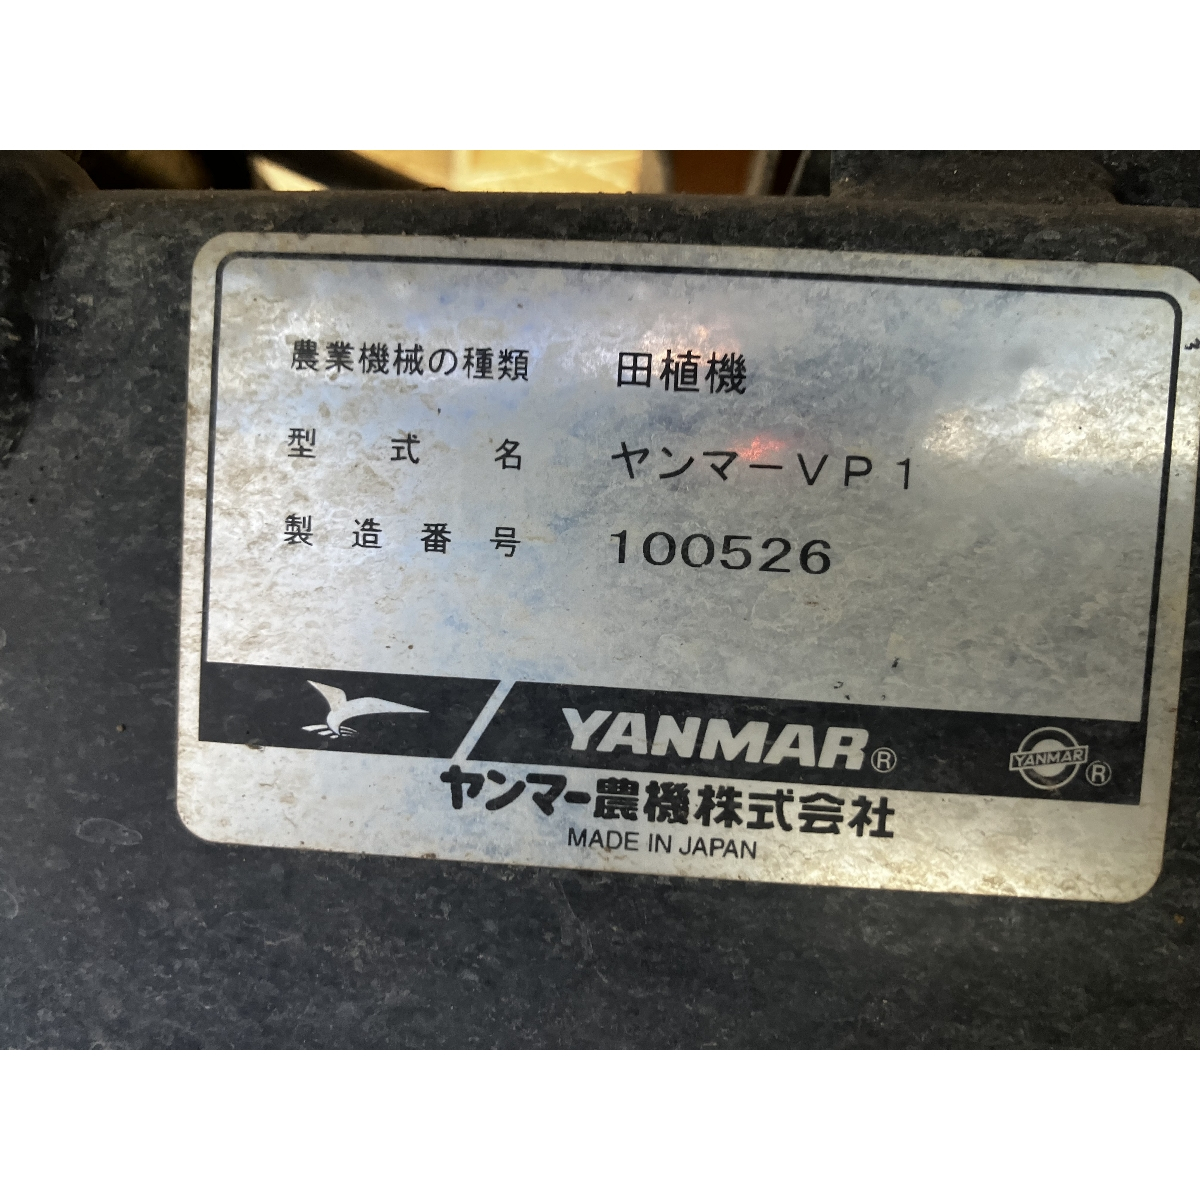 農業機械の種類 田植機
型式名 ヤンマーVP1
製造番号 100526
YANMAR® YANMAR®
ヤンマー農機株式会社
MADE IN JAPAN